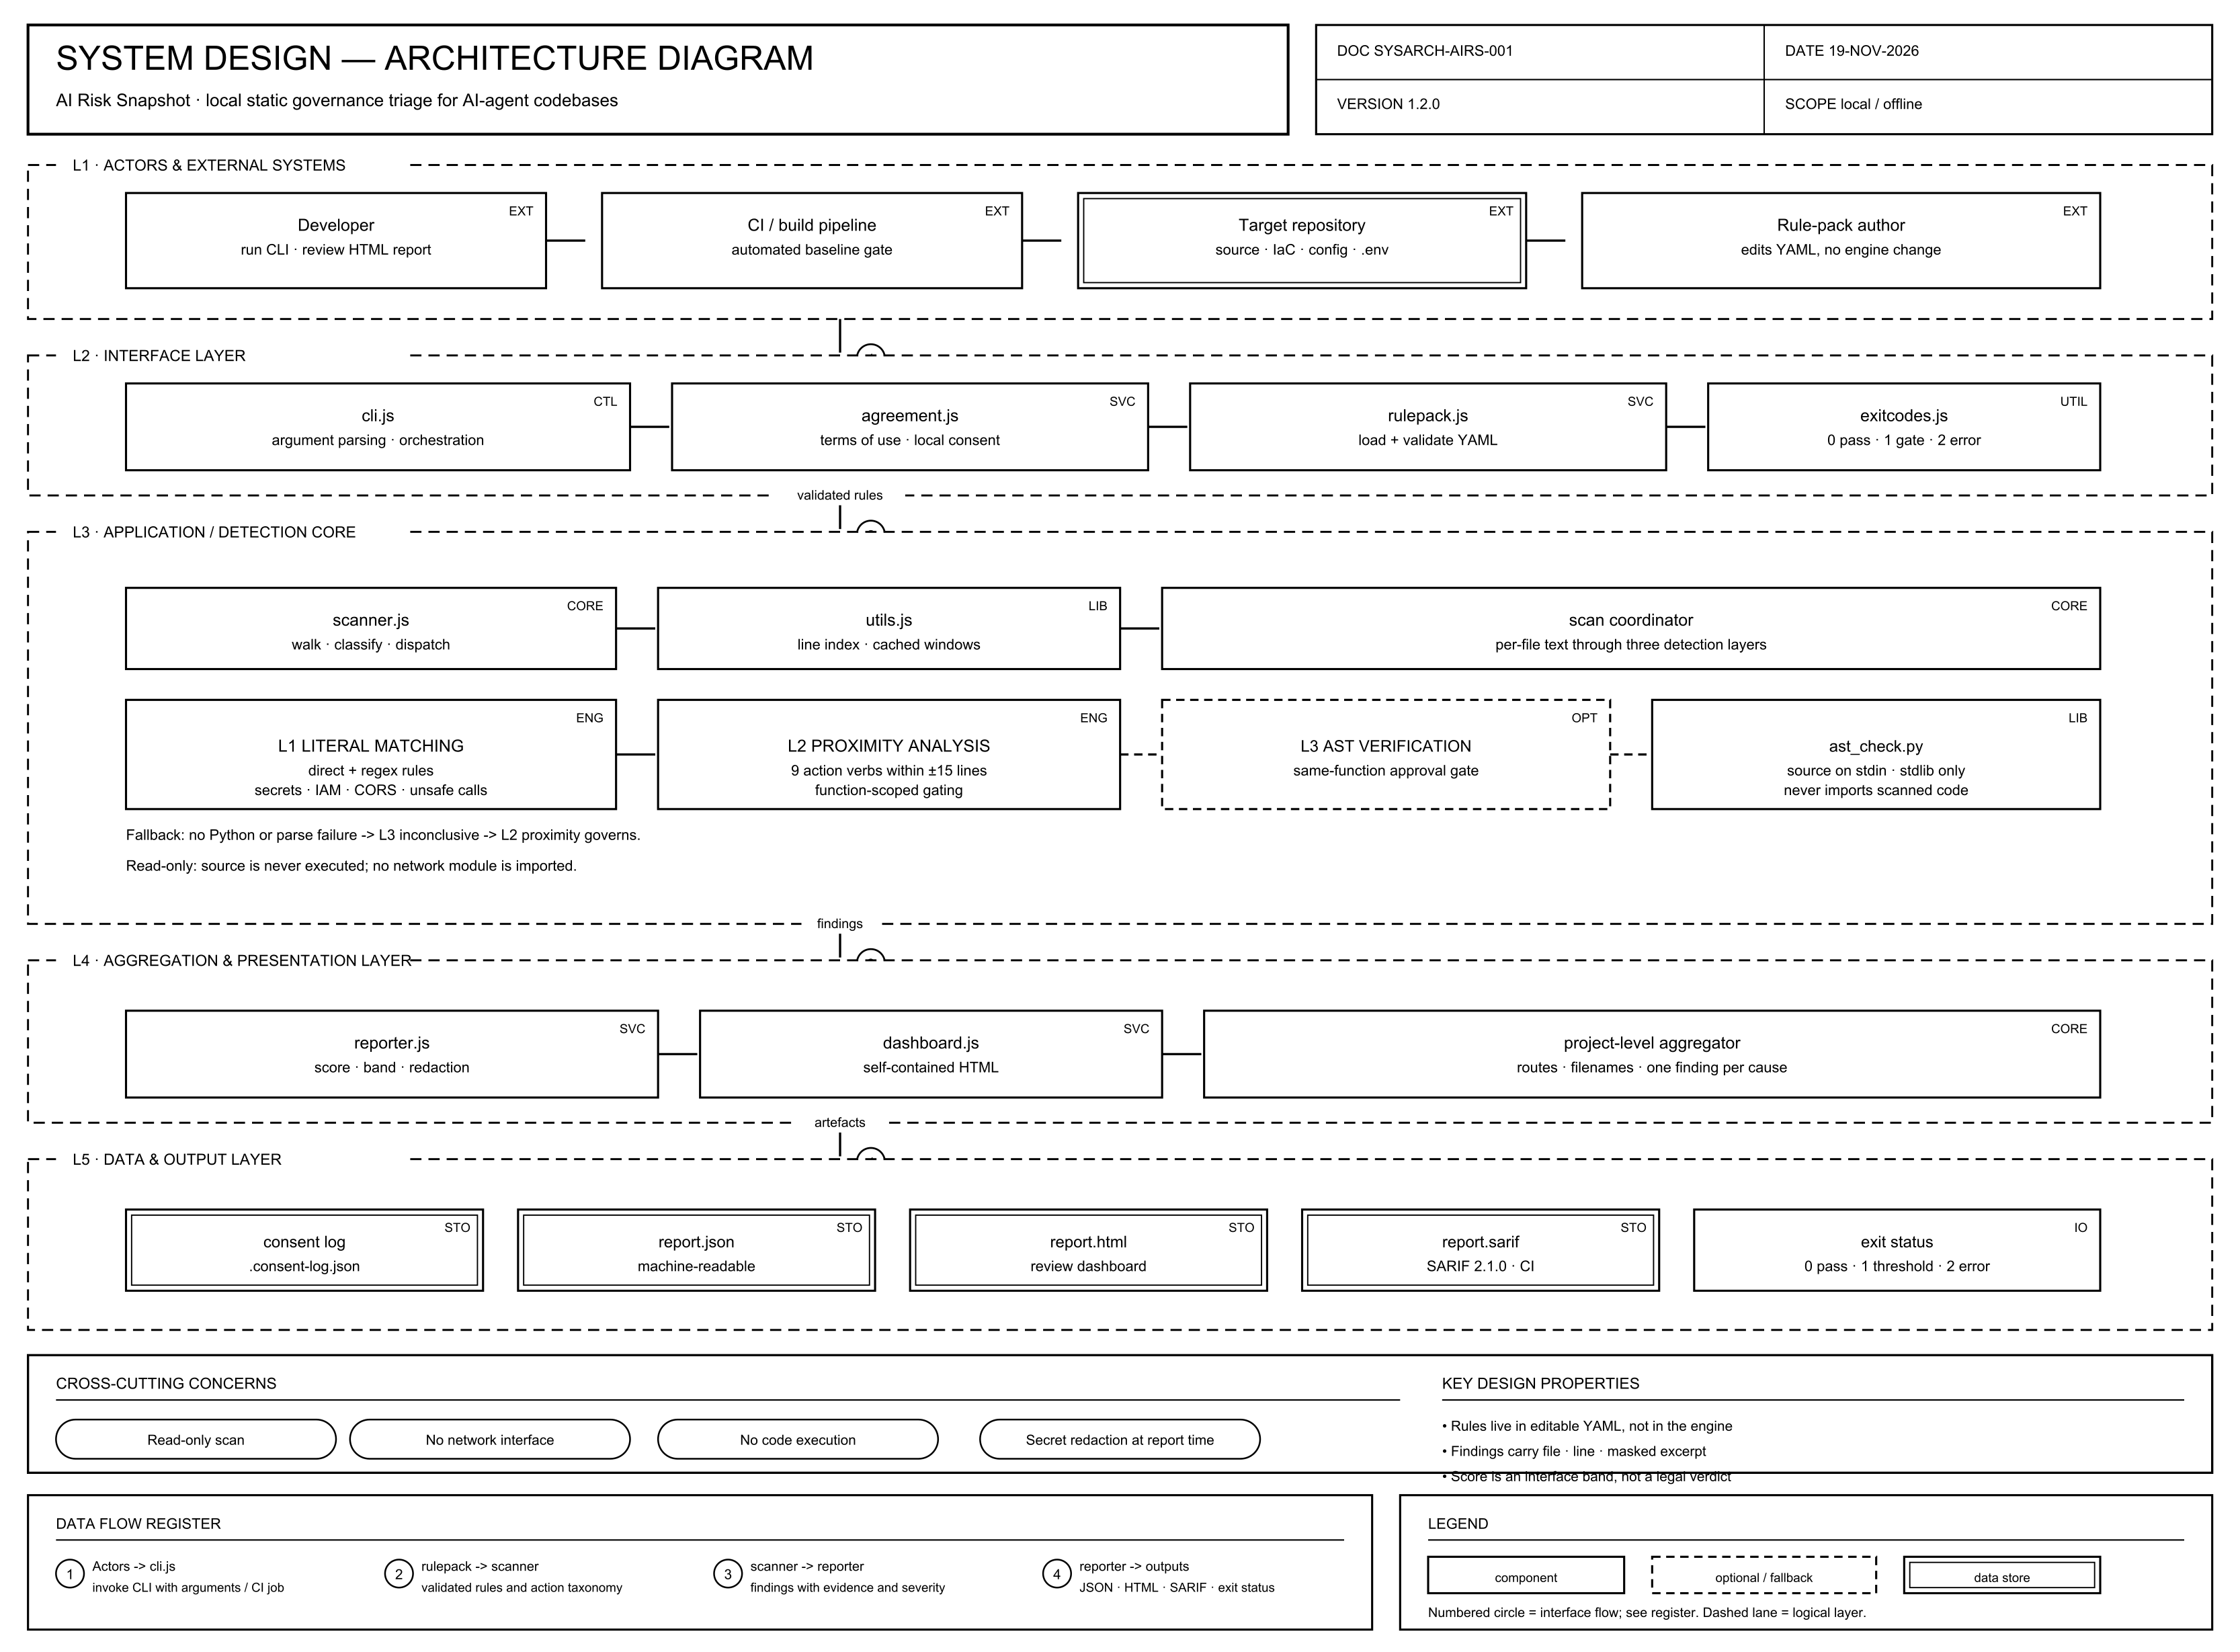 SYSTEM DESIGN — ARCHITECTURE DIAGRAM
AI Risk Snapshot · local static governance triage for AI-agent codebases
DOC SYSARCH-AIRS-001
DATE 19-NOV-2026
VERSION 1.2.0
SCOPE local / offline
L1 · ACTORS & EXTERNAL SYSTEMS
EXT
Developer
run CLI · review HTML report
EXT
CI / build pipeline
automated baseline gate
EXT
Target repository
source · IaC · config · .env
EXT
Rule-pack author
edits YAML, no engine change
L2 · INTERFACE LAYER
CTL
cli.js
argument parsing · orchestration
SVC
agreement.js
terms of use · local consent
SVC
rulepack.js
load + validate YAML
UTIL
exitcodes.js
0 pass · 1 gate · 2 error
validated rules
L3 · APPLICATION / DETECTION CORE
CORE
scanner.js
walk · classify · dispatch
LIB
utils.js
line index · cached windows
CORE
scan coordinator
per-file text through three detection layers
ENG
L1 LITERAL MATCHING
direct + regex rules
secrets · IAM · CORS · unsafe calls
ENG
L2 PROXIMITY ANALYSIS
9 action verbs within ±15 lines
function-scoped gating
OPT
L3 AST VERIFICATION
same-function approval gate
LIB
ast_check.py
source on stdin · stdlib only
never imports scanned code
Fallback: no Python or parse failure -> L3 inconclusive -> L2 proximity governs.
Read-only: source is never executed; no network module is imported.
findings
L4 · AGGREGATION & PRESENTATION LAYER
SVC
reporter.js
score · band · redaction
SVC
dashboard.js
self-contained HTML
CORE
project-level aggregator
routes · filenames · one finding per cause
artefacts
L5 · DATA & OUTPUT LAYER
STO
consent log
.consent-log.json
STO
report.json
machine-readable
STO
report.html
review dashboard
STO
report.sarif
SARIF 2.1.0 · CI
IO
exit status
0 pass · 1 threshold · 2 error
CROSS-CUTTING CONCERNS
Read-only scan
No network interface
No code execution
Secret redaction at report time
KEY DESIGN PROPERTIES
• Rules live in editable YAML, not in the engine
• Findings carry file · line · masked excerpt
• Score is an interface band, not a legal verdict
DATA FLOW REGISTER
1
Actors -> cli.js
invoke CLI with arguments / CI job
2
rulepack -> scanner
validated rules and action taxonomy
3
scanner -> reporter
findings with evidence and severity
4
reporter -> outputs
JSON · HTML · SARIF · exit status
LEGEND
component
optional / fallback
data store
Numbered circle = interface flow; see register. Dashed lane = logical layer.